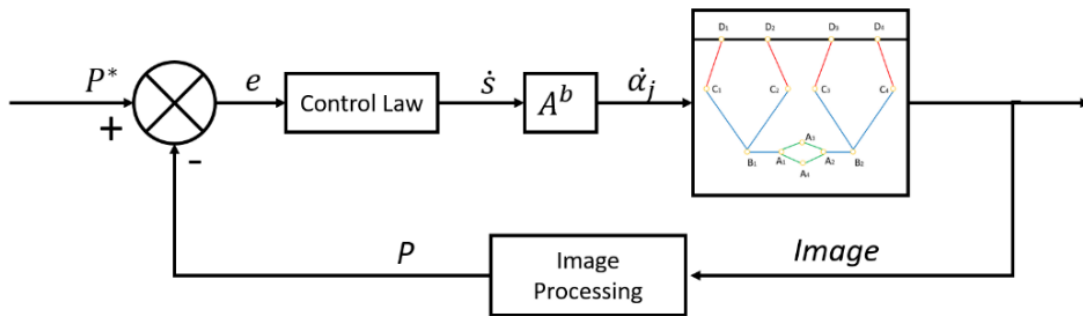 P* + - e
Control Law
ṡ
Aᵇ
α̇ⱼ
D₁ D₂ D₃ D₄
C₁ C₂ C₃ C₄
A₃
B₁ A₁ A₂ B₂
A₄
P
Image
Processing
Image